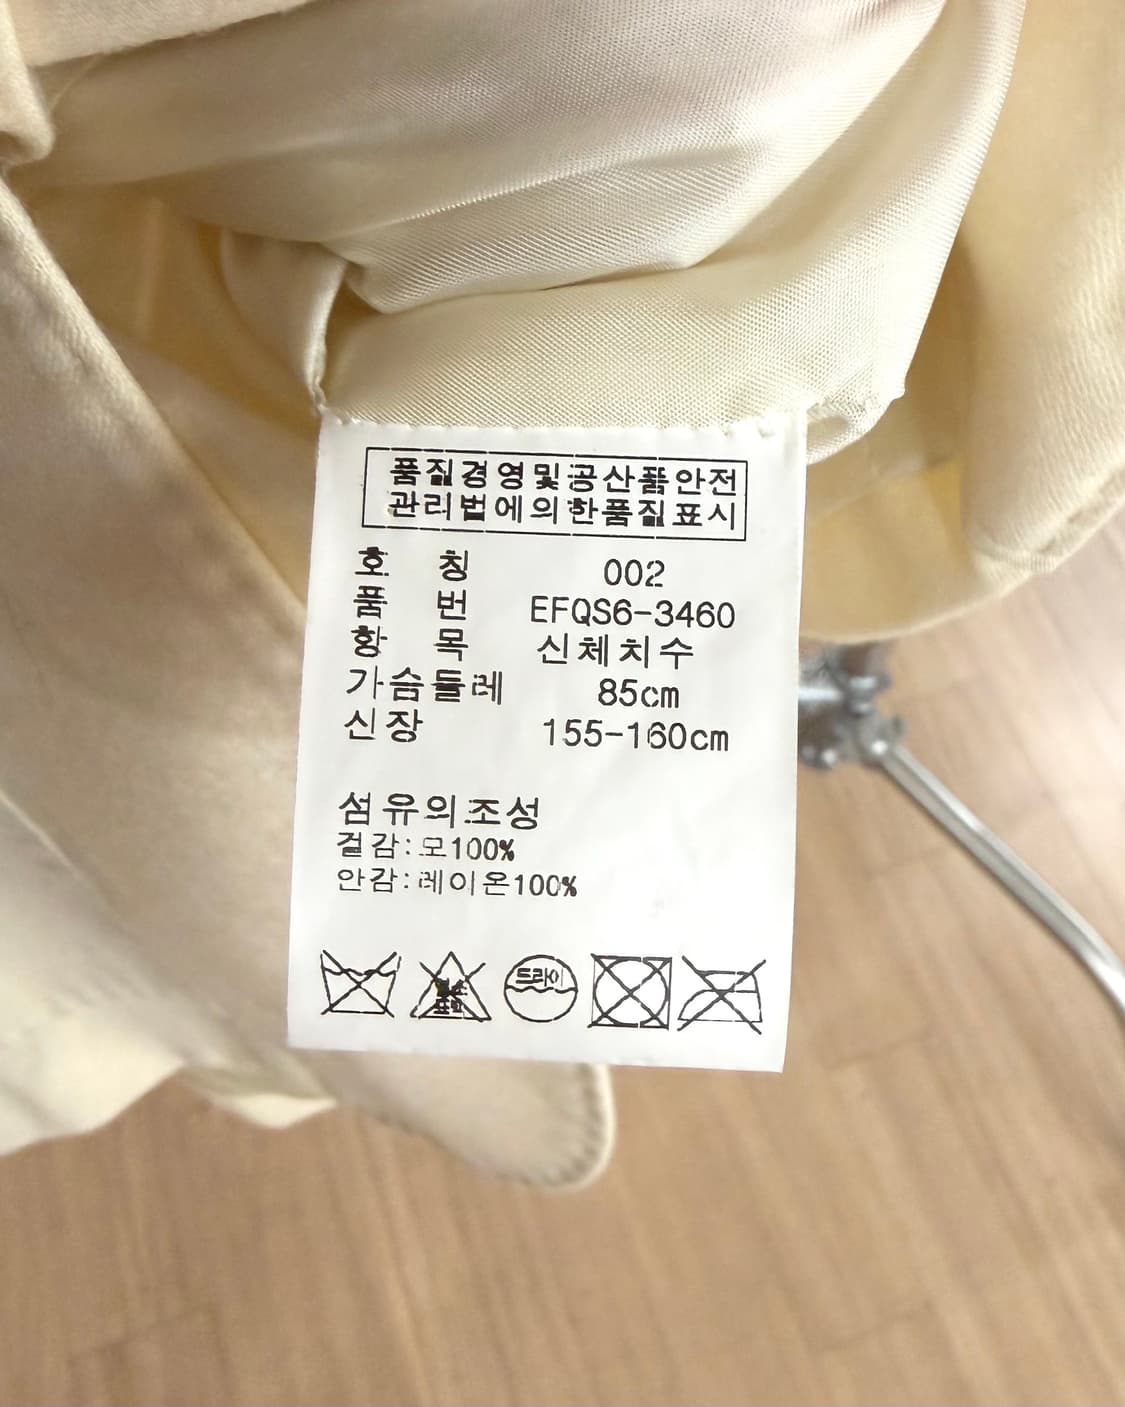 품질경영및공산품안전
관리법에의한품질표시
호 칭 002
품 번 EFQS6-3460
항 목 신체치수
가슴둘레 85cm
신장 155-160cm
섬유의조성
겉감:모100%
안감:레이온100%
드라이